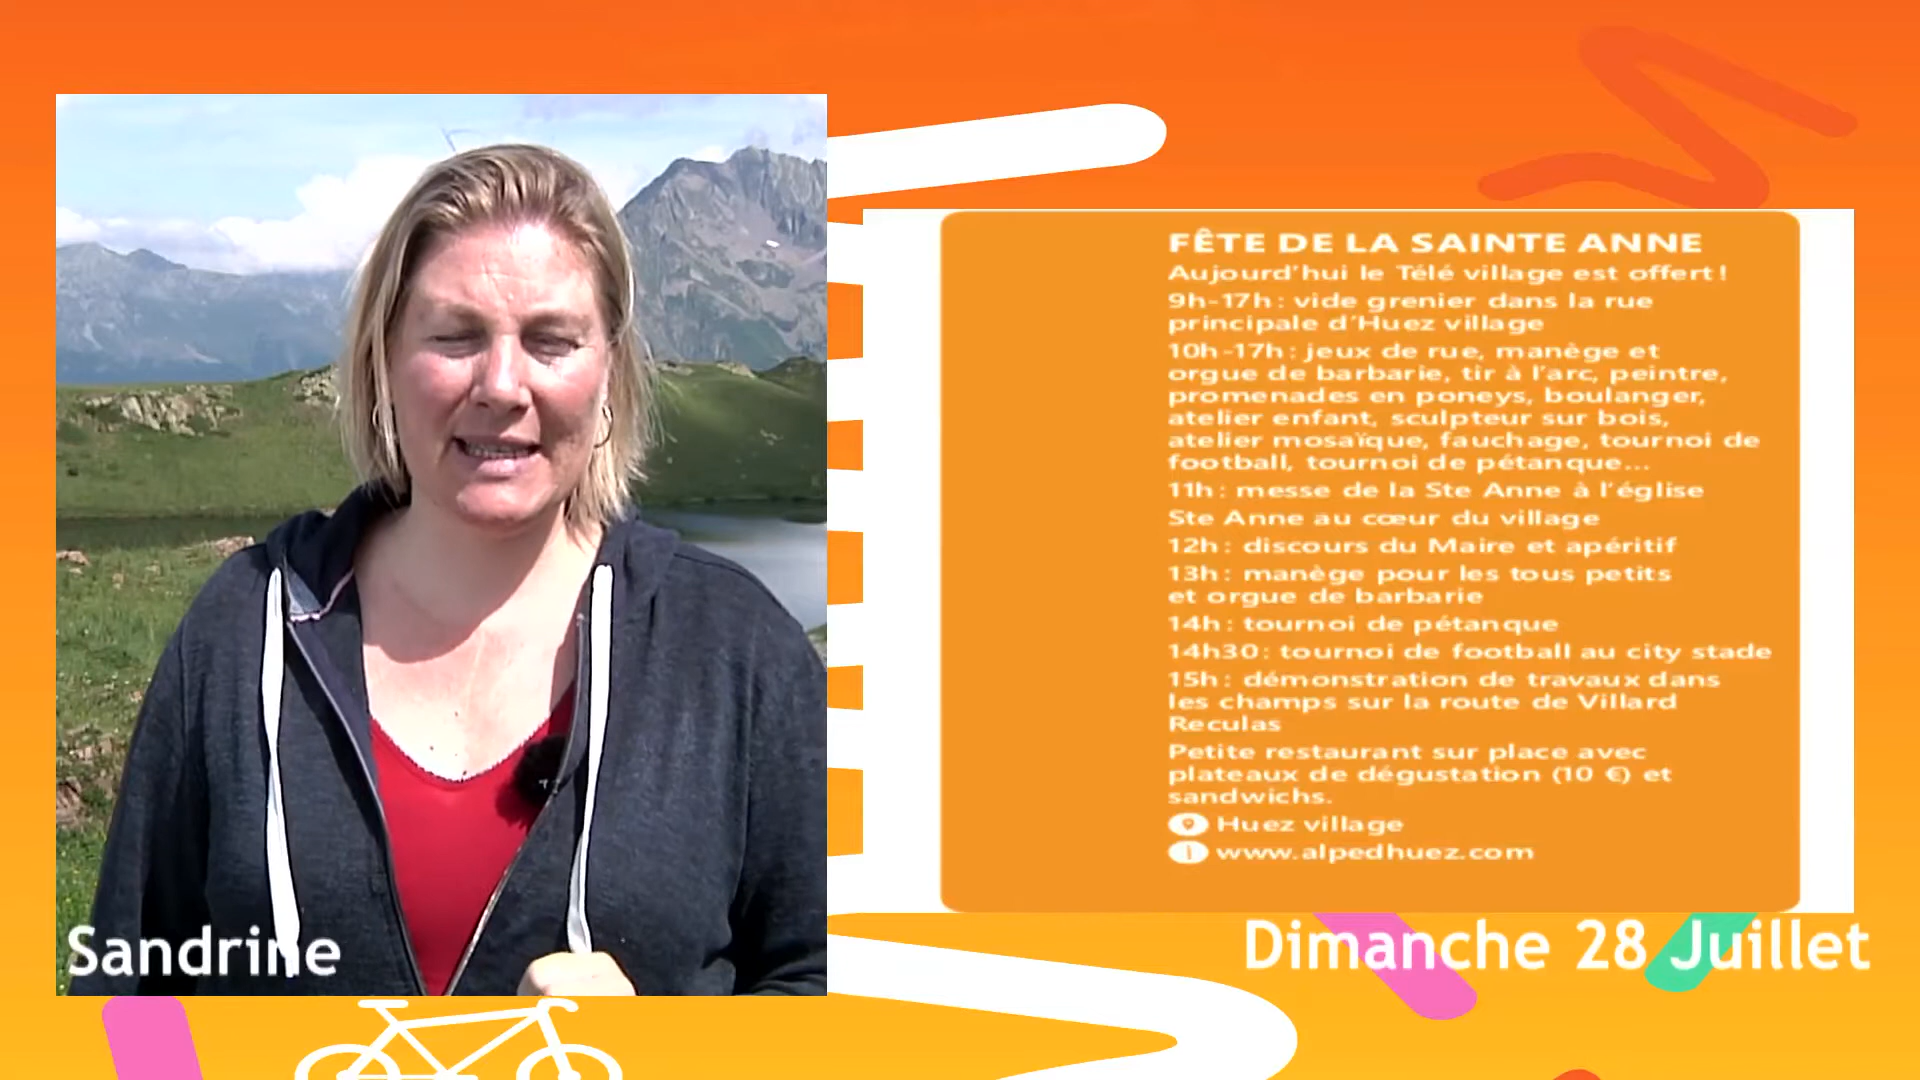 FÊTE DE LA SAINTE ANNE
Aujourd'hui le Télé village est offert !
9h-17h : vide grenier dans la rue
principale d'Huez village
10h-17h : jeux de rue, manège et
orgue de barbarie, tir à l'arc, peintre,
promenades en poneys, boulanger,
atelier enfant, sculpteur sur bois,
atelier mosaïque, fauchage, tournoi de
football, tournoi de pétanque...
11h : messe de la Ste Anne à l'église
Ste Anne au cœur du village
12h : discours du Maire et apéritif
13h : manège pour les tous petits
et orgue de barbarie
14h : tournoi de pétanque
14h30 : tournoi de football au city stade
15h : démonstration de travaux dans
les champs sur la route de Villard
Reculas
Petite restaurant sur place avec
plateaux de dégustation (10 €) et
sandwichs.
Huez village
www.alpedhuez.com
Sandrine
Dimanche 28 Juillet